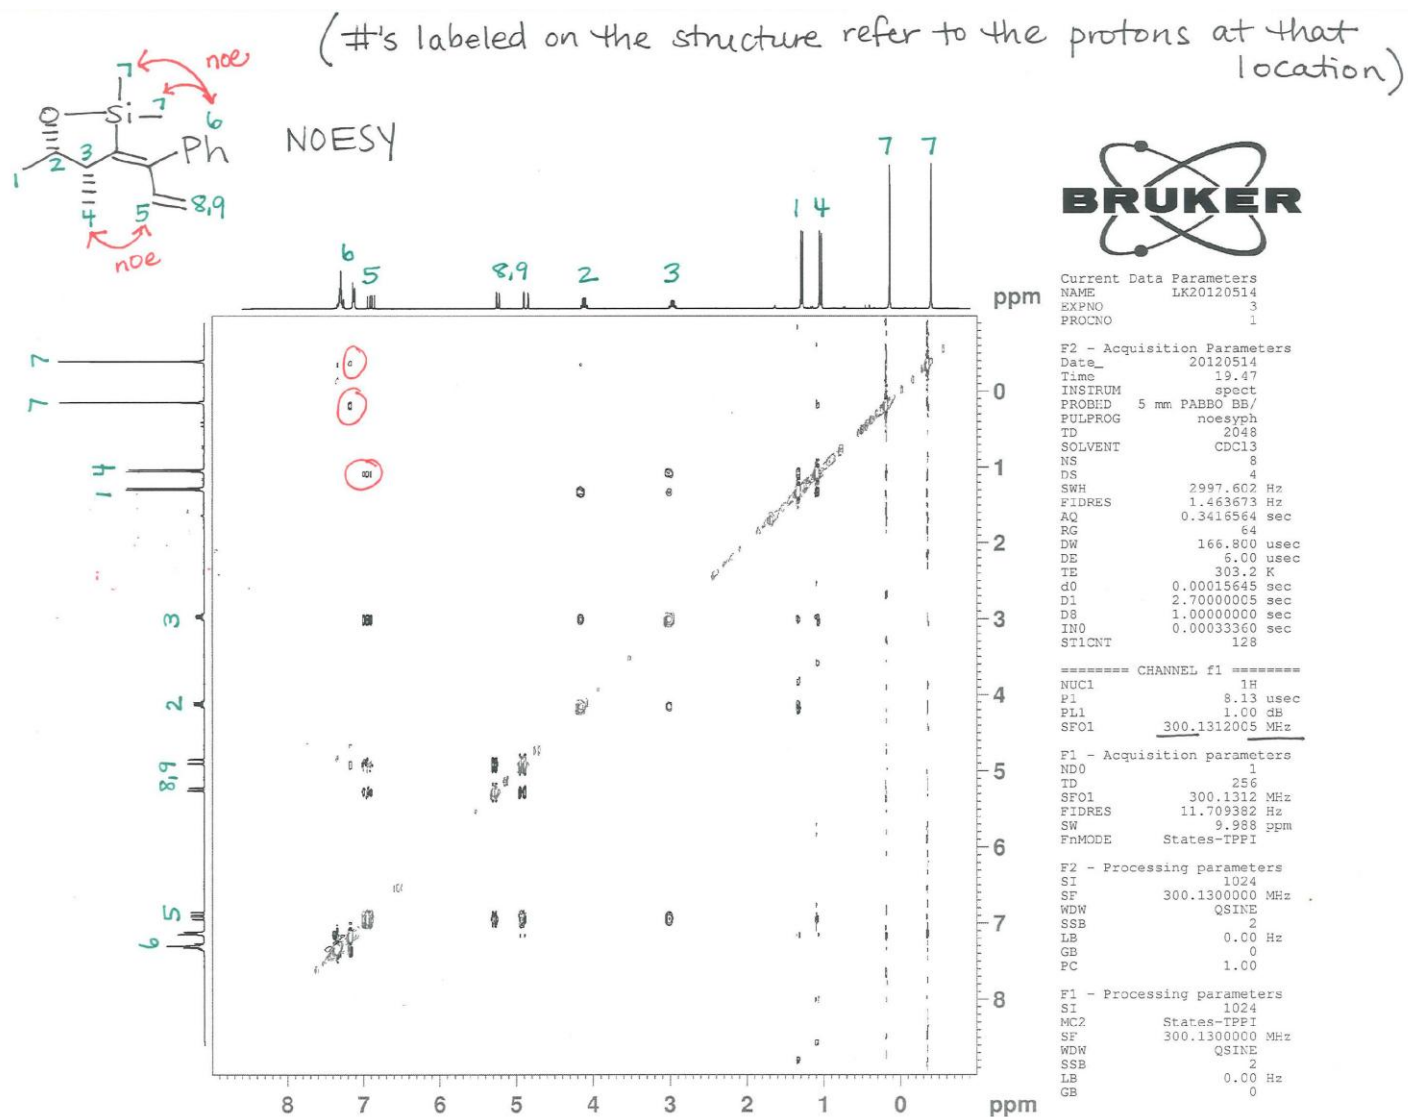 (#'s labeled on the structure refer to the protons at that
location)
7
noe
O
Si
7
6
Ph
NOESY
1
2
3
4
5
8,9
noe
6
5
8,9
2
3
1
4
7
7
ppm
7
7
4
1
3
2
8,9
5
6
0
1
2
3
4
5
6
7
8
8 7 6 5 4 3 2 1 0 ppm
BRUKER
Current Data Parameters
NAME LK20120514
EXPNO 3
PROCNO 1
F2 - Acquisition Parameters
Date_ 20120514
Time 19.47
INSTRUM spect
PROBHD 5 mm PABBO BB/
PULPROG noesyph
TD 2048
SOLVENT CDCl3
NS 8
DS 4
SWH 2997.602 Hz
FIDRES 1.463673 Hz
AQ 0.3416564 sec
RG 64
DW 166.800 usec
DE 6.00 usec
TE 303.2 K
d0 0.00015645 sec
D1 2.70000005 sec
D8 1.00000000 sec
IN0 0.00033360 sec
ST1CNT 128
======== CHANNEL f1 ========
NUC1 1H
P1 8.13 usec
PL1 1.00 dB
SFO1 300.1312005 MHz
F1 - Acquisition parameters
ND0 1
TD 256
SFO1 300.1312 MHz
FIDRES 11.709382 Hz
SW 9.988 ppm
FnMODE States-TPPI
F2 - Processing parameters
SI 1024
SF 300.1300000 MHz
WDW QSINE
SSB 2
LB 0.00 Hz
GB 0
PC 1.00
F1 - Processing parameters
SI 1024
MC2 States-TPPI
SF 300.1300000 MHz
WDW QSINE
SSB 2
LB 0.00 Hz
GB 0